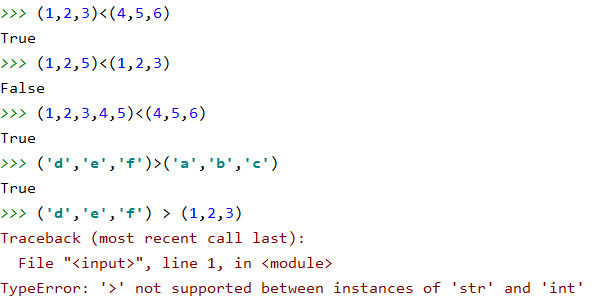 >>> (1,2,3)<(4,5,6)
True
>>> (1,2,5)<(1,2,3)
False
>>> (1,2,3,4,5)<(4,5,6)
True
>>> ('d','e','f')>('a','b','c')
True
>>> ('d','e','f') > (1,2,3)
Traceback (most recent call last):
  File "<input>", line 1, in <module>
TypeError: '>' not supported between instances of 'str' and 'int'